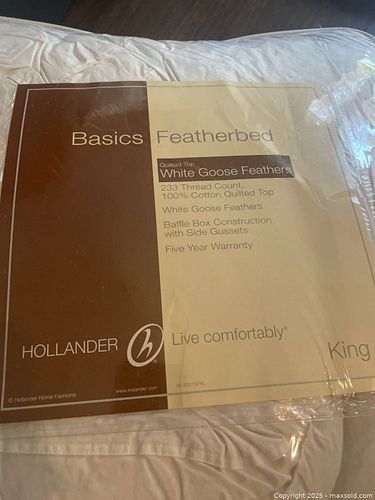 Basics Featherbed
Quilted Top
White Goose Feathers
233 Thread Count,
100% Cotton Quilted Top
White Goose Feathers
Baffle Box Construction
with Side Gussets
Five Year Warranty
HOLLANDER h® Live comfortably®
King
© Hollander Home Fashions
www.hollander.com
Copyright 2025 - maxsold.com